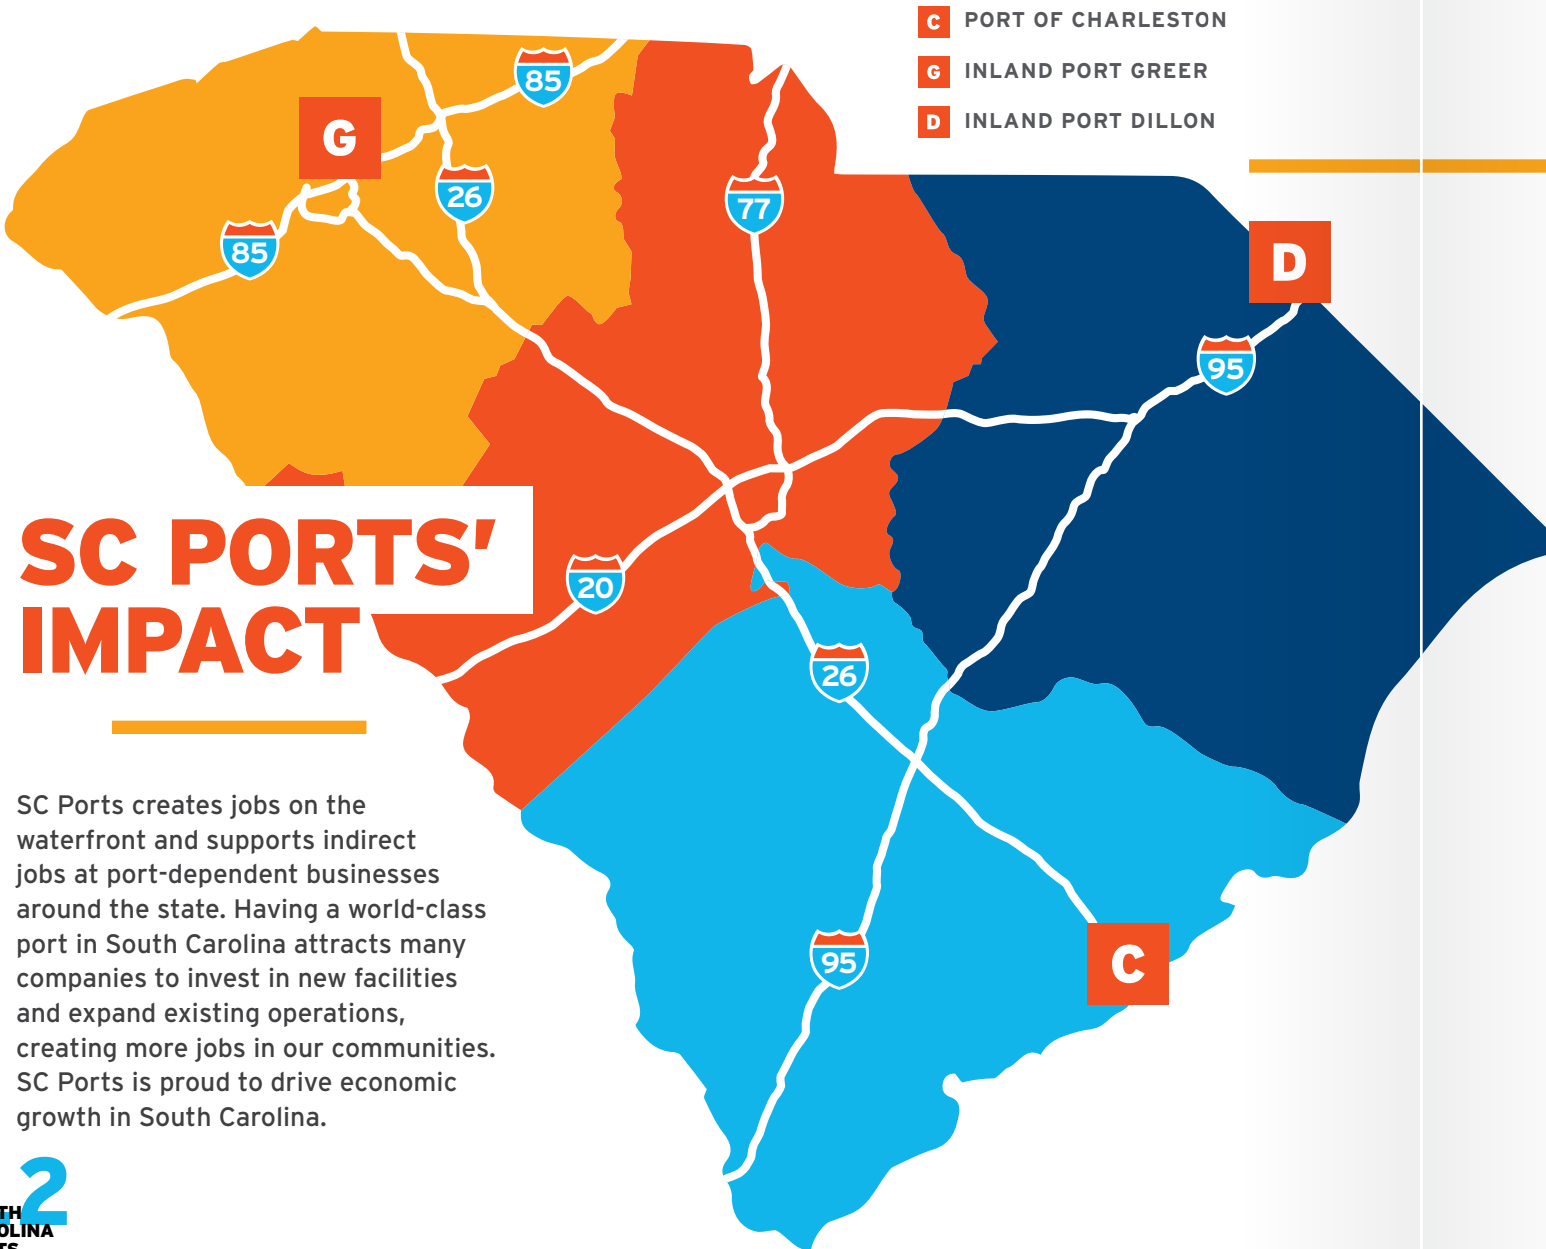 C PORT OF CHARLESTON
G INLAND PORT GREER
D INLAND PORT DILLON
85
G
26
77
85
D
95
SC PORTS'
IMPACT
20
26
95
C
SC Ports creates jobs on the
waterfront and supports indirect
jobs at port-dependent businesses
around the state. Having a world-class
port in South Carolina attracts many
companies to invest in new facilities
and expand existing operations,
creating more jobs in our communities.
SC Ports is proud to drive economic
growth in South Carolina.
2